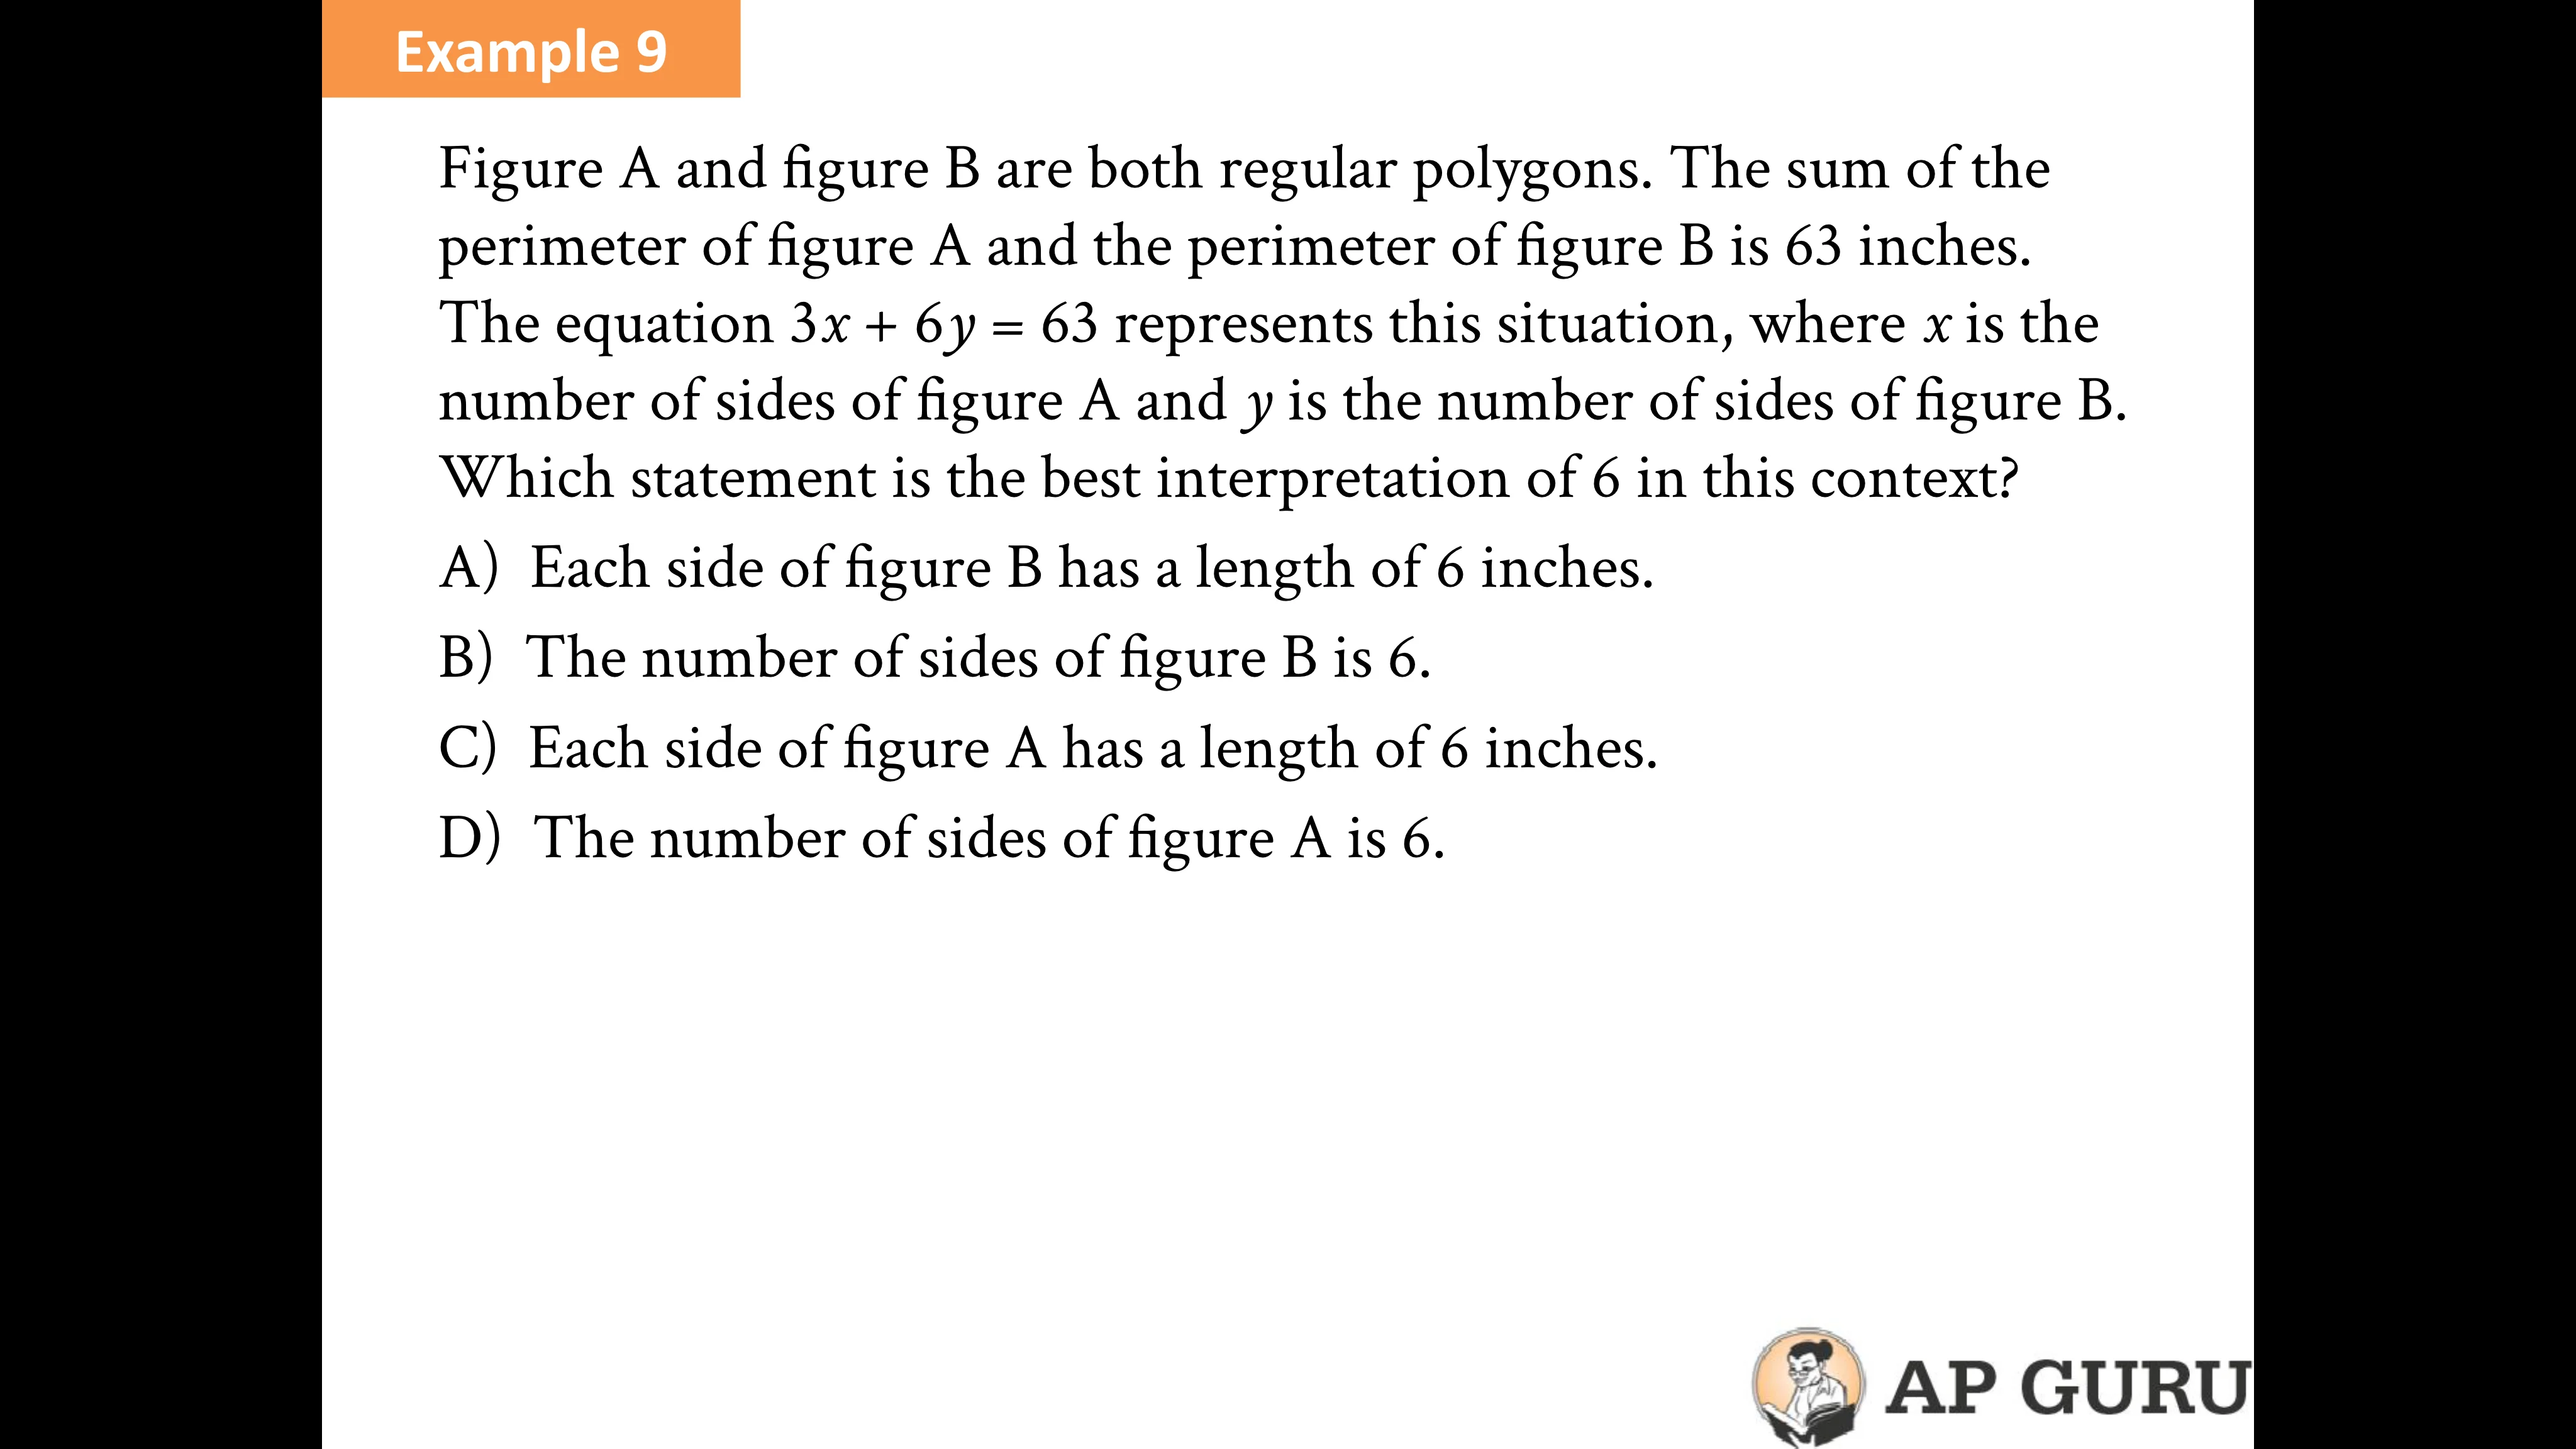 Example 9
Figure A and figure B are both regular polygons. The sum of the
perimeter of figure A and the perimeter of figure B is 63 inches.
The equation 3x + 6y = 63 represents this situation, where x is the
number of sides of figure A and y is the number of sides of figure B.
Which statement is the best interpretation of 6 in this context?
A) Each side of figure B has a length of 6 inches.
B) The number of sides of figure B is 6.
C) Each side of figure A has a length of 6 inches.
D) The number of sides of figure A is 6.
AP GURU